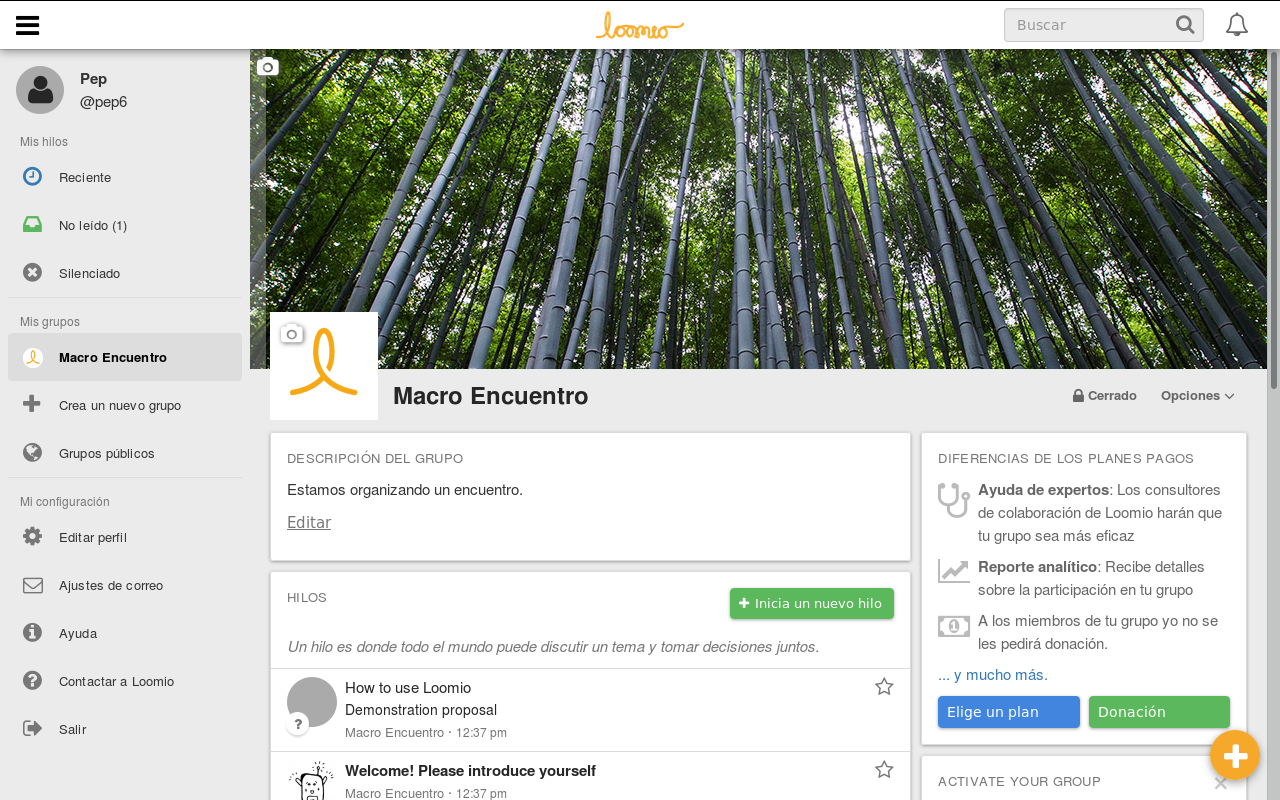 loomio
Buscar
Pep
@pep6
Mis hilos
Reciente
No leído (1)
Silenciado
Mis grupos
Macro Encuentro
Crea un nuevo grupo
Grupos públicos
Mi configuración
Editar perfil
Ajustes de correo
Ayuda
Contactar a Loomio
Salir
Macro Encuentro
Cerrado
Opciones
DESCRIPCIÓN DEL GRUPO
Estamos organizando un encuentro.
Editar
HILOS
Inicia un nuevo hilo
Un hilo es donde todo el mundo puede discutir un tema y tomar decisiones juntos.
?
How to use Loomio
Demonstration proposal
Macro Encuentro · 12:37 pm
Welcome! Please introduce yourself
Macro Encuentro · 12:37 pm
DIFERENCIAS DE LOS PLANES PAGOS
Ayuda de expertos: Los consultores
de colaboración de Loomio harán que
tu grupo sea más eficaz
Reporte analítico: Recibe detalles
sobre la participación en tu grupo
A los miembros de tu grupo yo no se
les pedirá donación.
... y mucho más.
Elige un plan
Donación
ACTIVATE YOUR GROUP